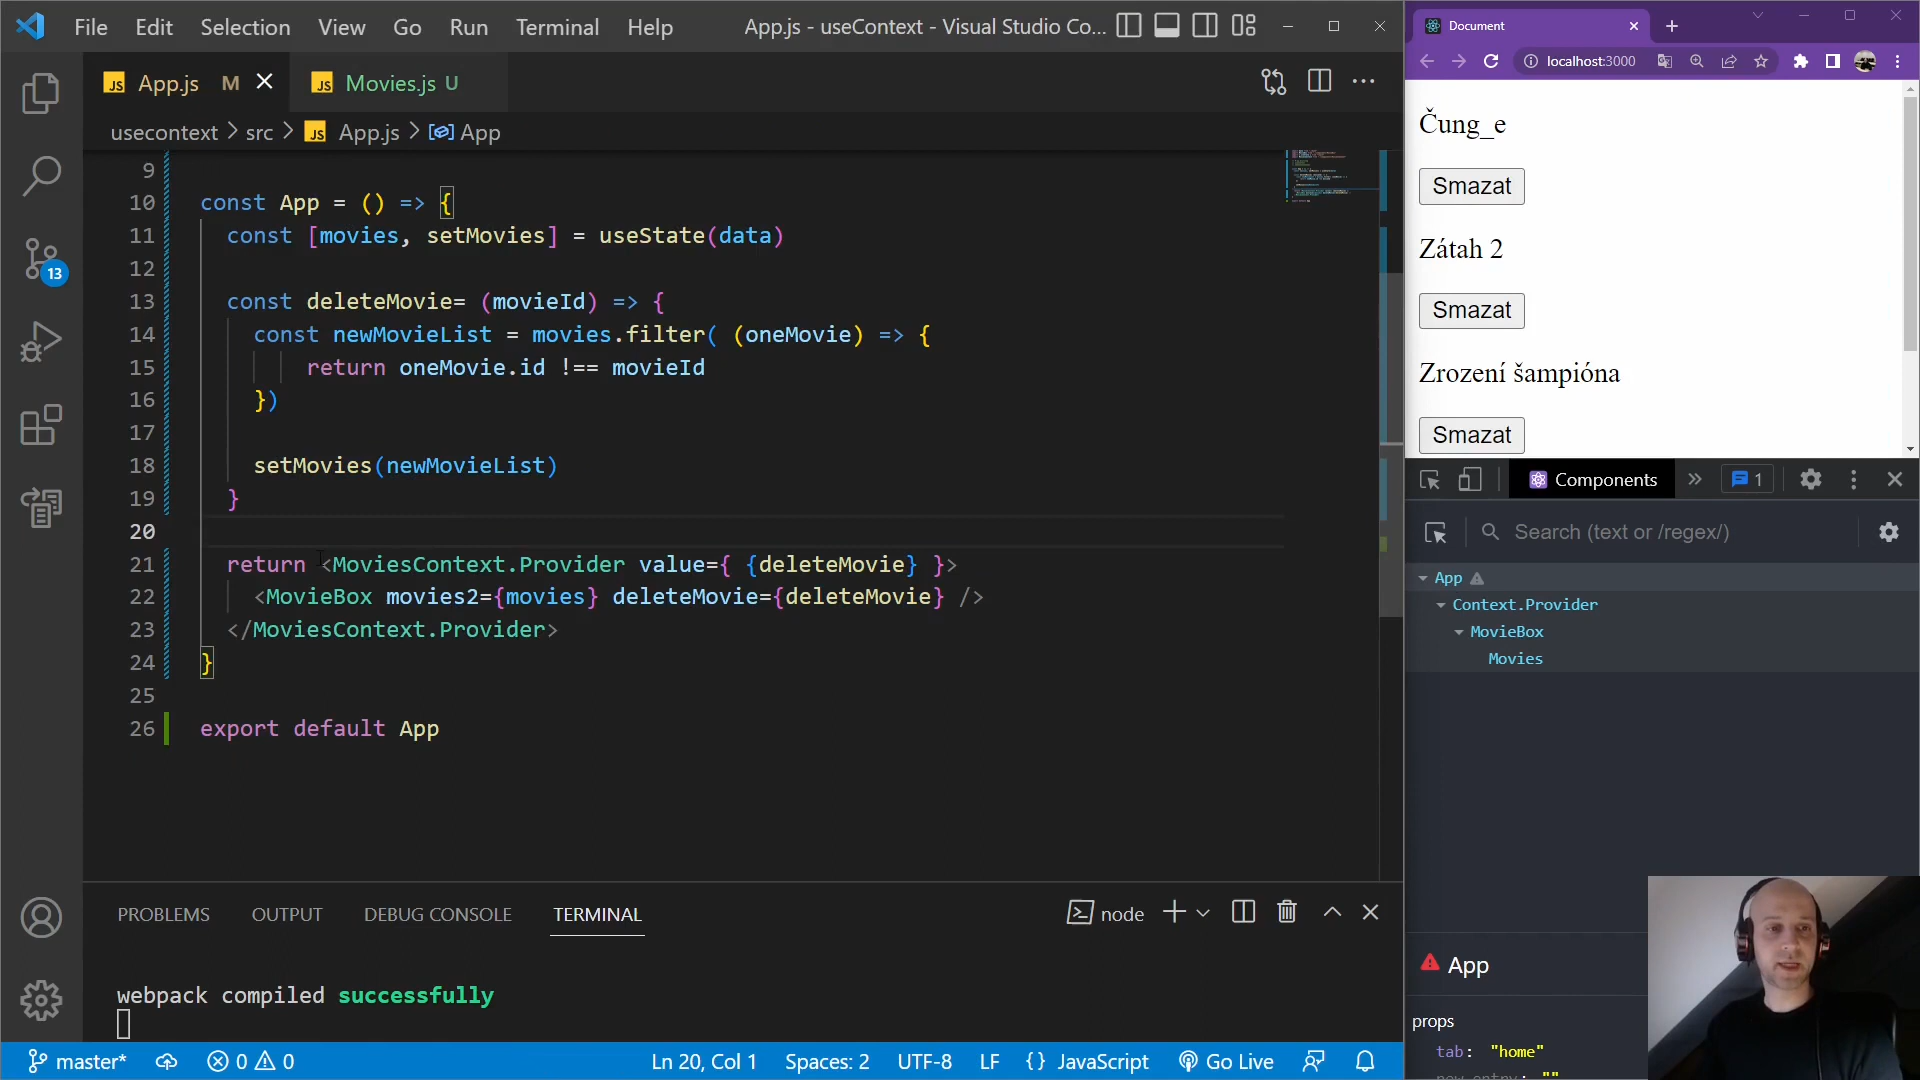 File Edit Selection View Go Run Terminal Help
App.js - useContext - Visual Studio Co...
JS App.js M
JS Movies.js U
usecontext > src > JS App.js > App
9
10 const App = () => {
11 const [movies, setMovies] = useState(data)
12
13 const deleteMovie= (movieId) => {
14 const newMovieList = movies.filter( (oneMovie) => {
15 return oneMovie.id !== movieId
16 })
17
18 setMovies(newMovieList)
19 }
20
21 return <MoviesContext.Provider value={ {deleteMovie} }>
22 <MovieBox movies2={movies} deleteMovie={deleteMovie} />
23 </MoviesContext.Provider>
24 }
25
26 export default App
13
PROBLEMS OUTPUT DEBUG CONSOLE TERMINAL
node
webpack compiled successfully
master* 0 0
Ln 20, Col 1 Spaces: 2 UTF-8 LF {} JavaScript Go Live
Document
localhost:3000
Čung_e
Smazat
Zátah 2
Smazat
Zrození šampióna
Smazat
Components » 1
Search (text or /regex/)
App
Context.Provider
MovieBox
Movies
App
props
tab: "home"
new_entry: ""